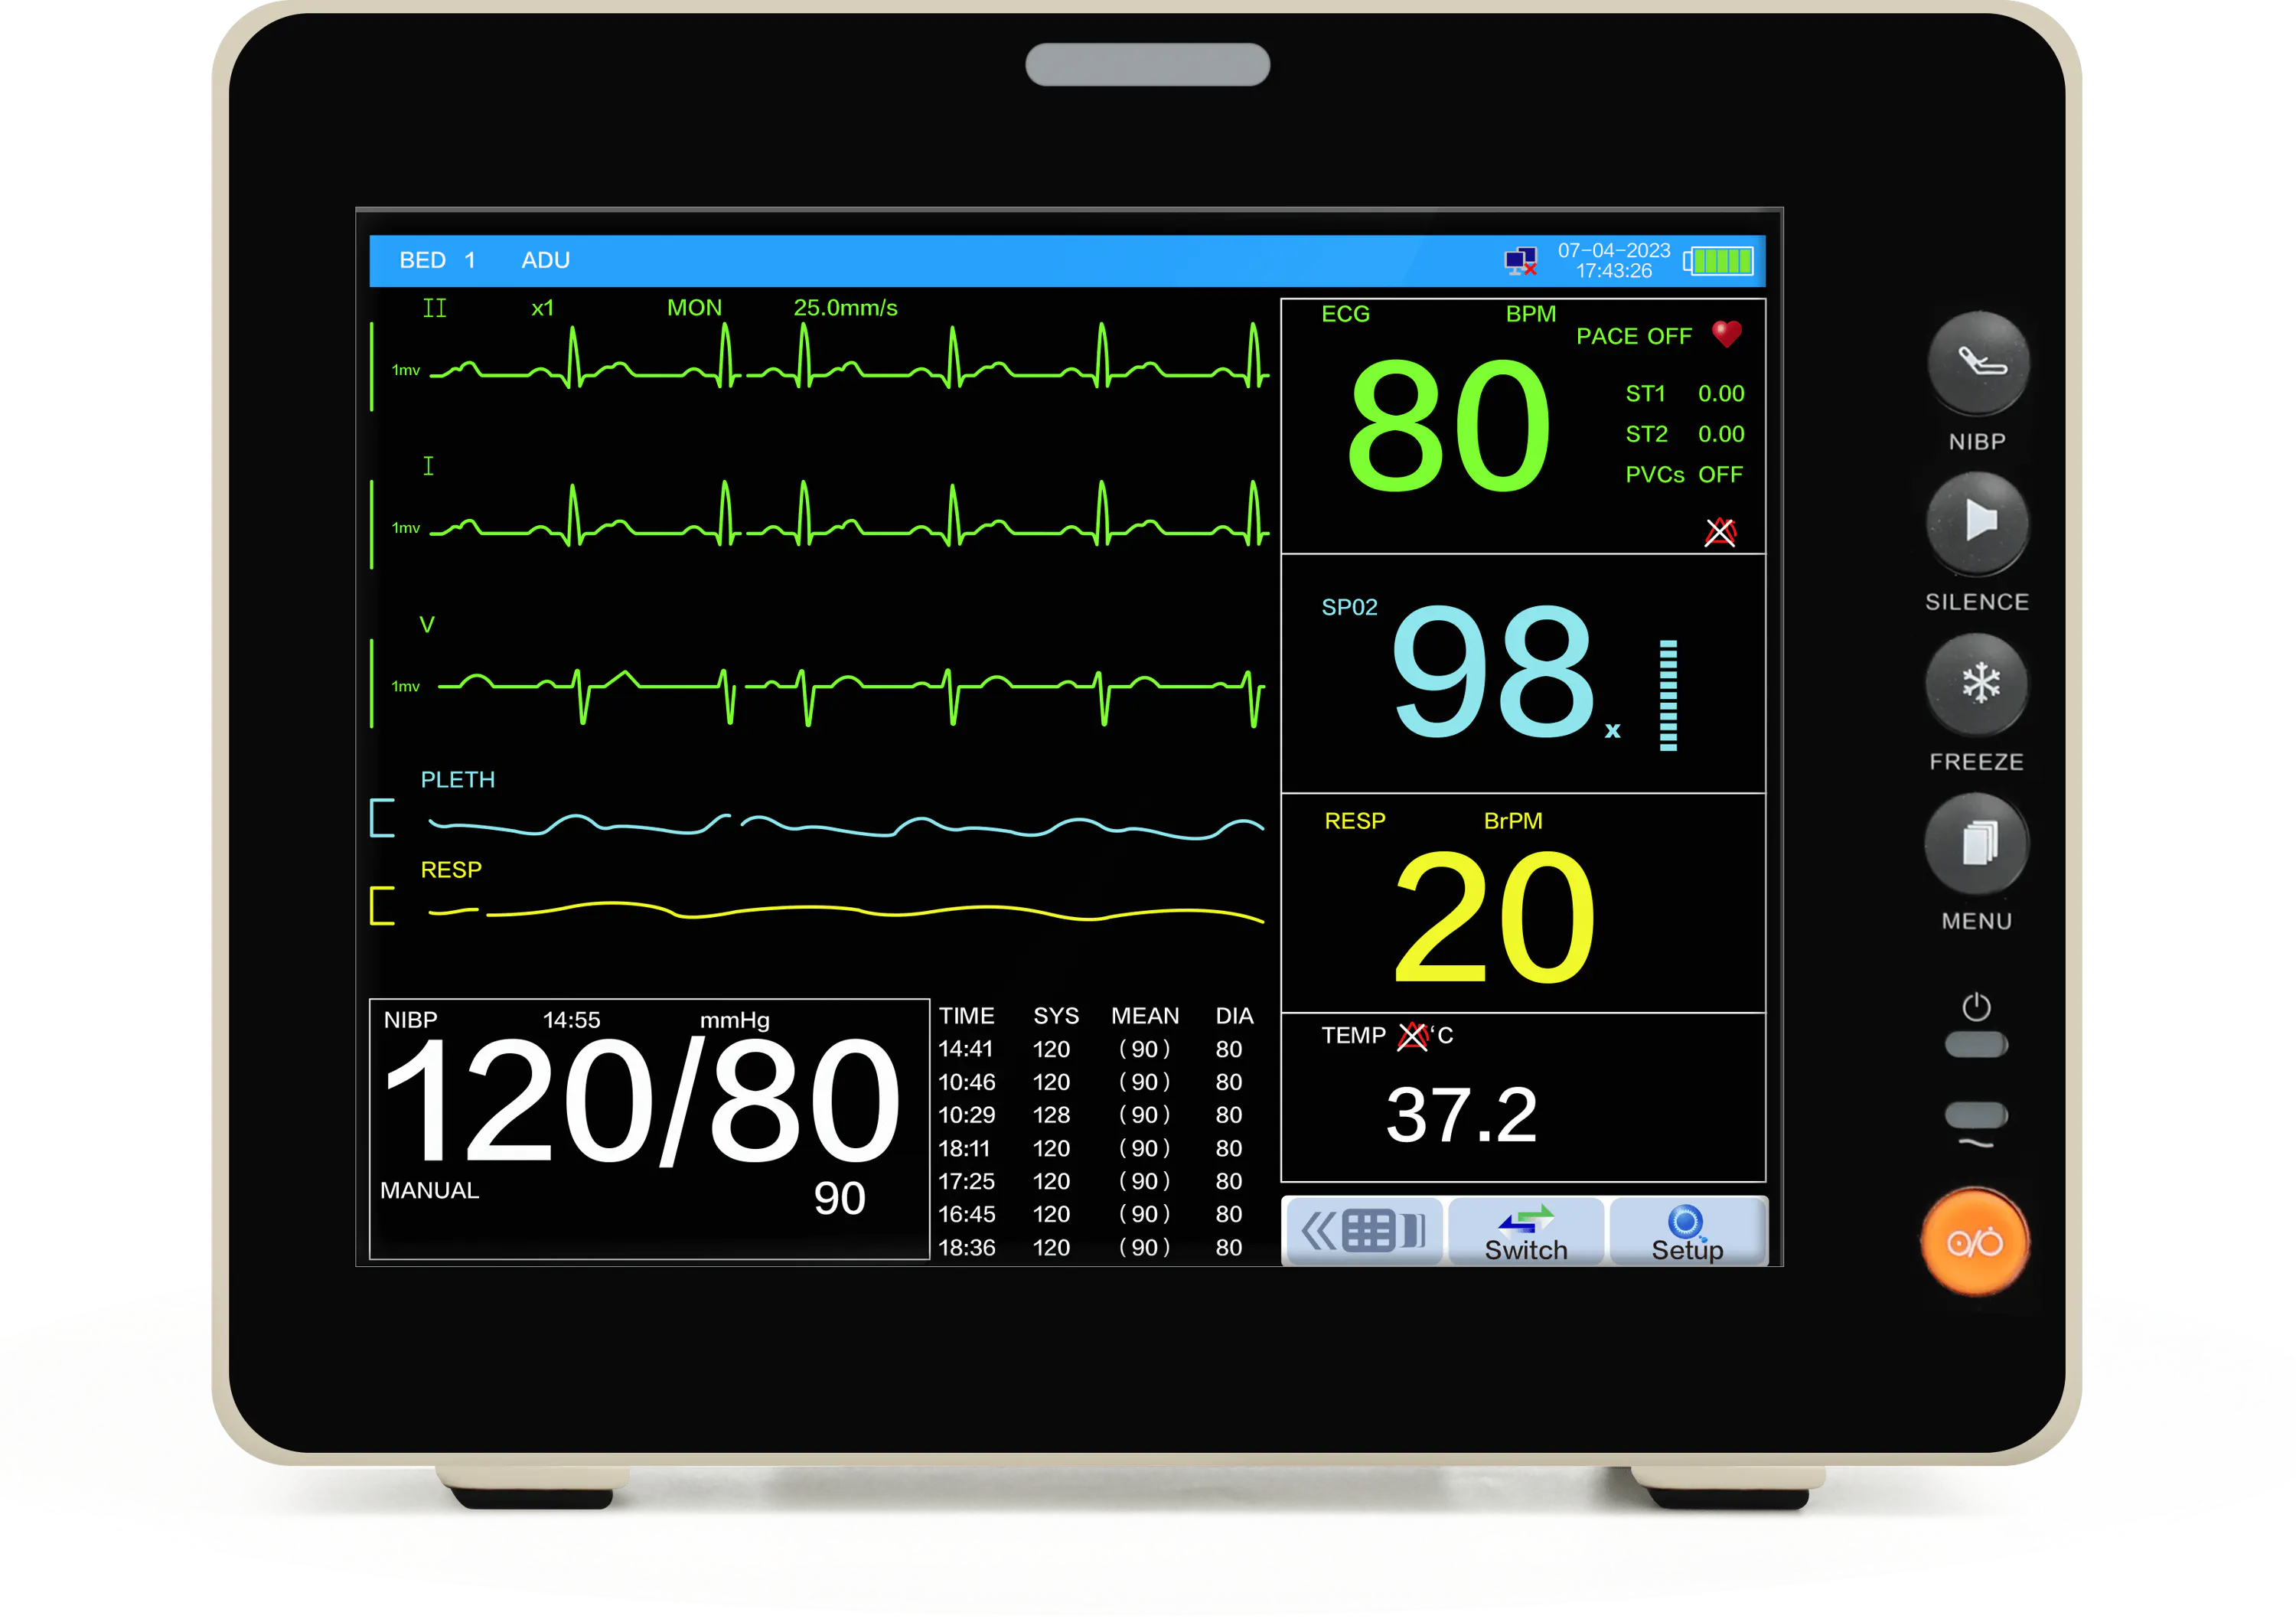 BED 1 ADU
07-04-2023
17:43:26
II x1 MON 25.0mm/s
1mv
I
1mv
V
1mv
PLETH
RESP
ECG BPM
PACE OFF
80
ST1 0.00
ST2 0.00
PVCs OFF
SP02
98
x
RESP BrPM
20
TEMP ‘C
37.2
NIBP 14:55 mmHg
120/80
MANUAL 90
TIME SYS MEAN DIA
14:41 120 (90) 80
10:46 120 (90) 80
10:29 128 (90) 80
18:11 120 (90) 80
17:25 120 (90) 80
16:45 120 (90) 80
18:36 120 (90) 80
Switch
Setup
NIBP
SILENCE
FREEZE
MENU